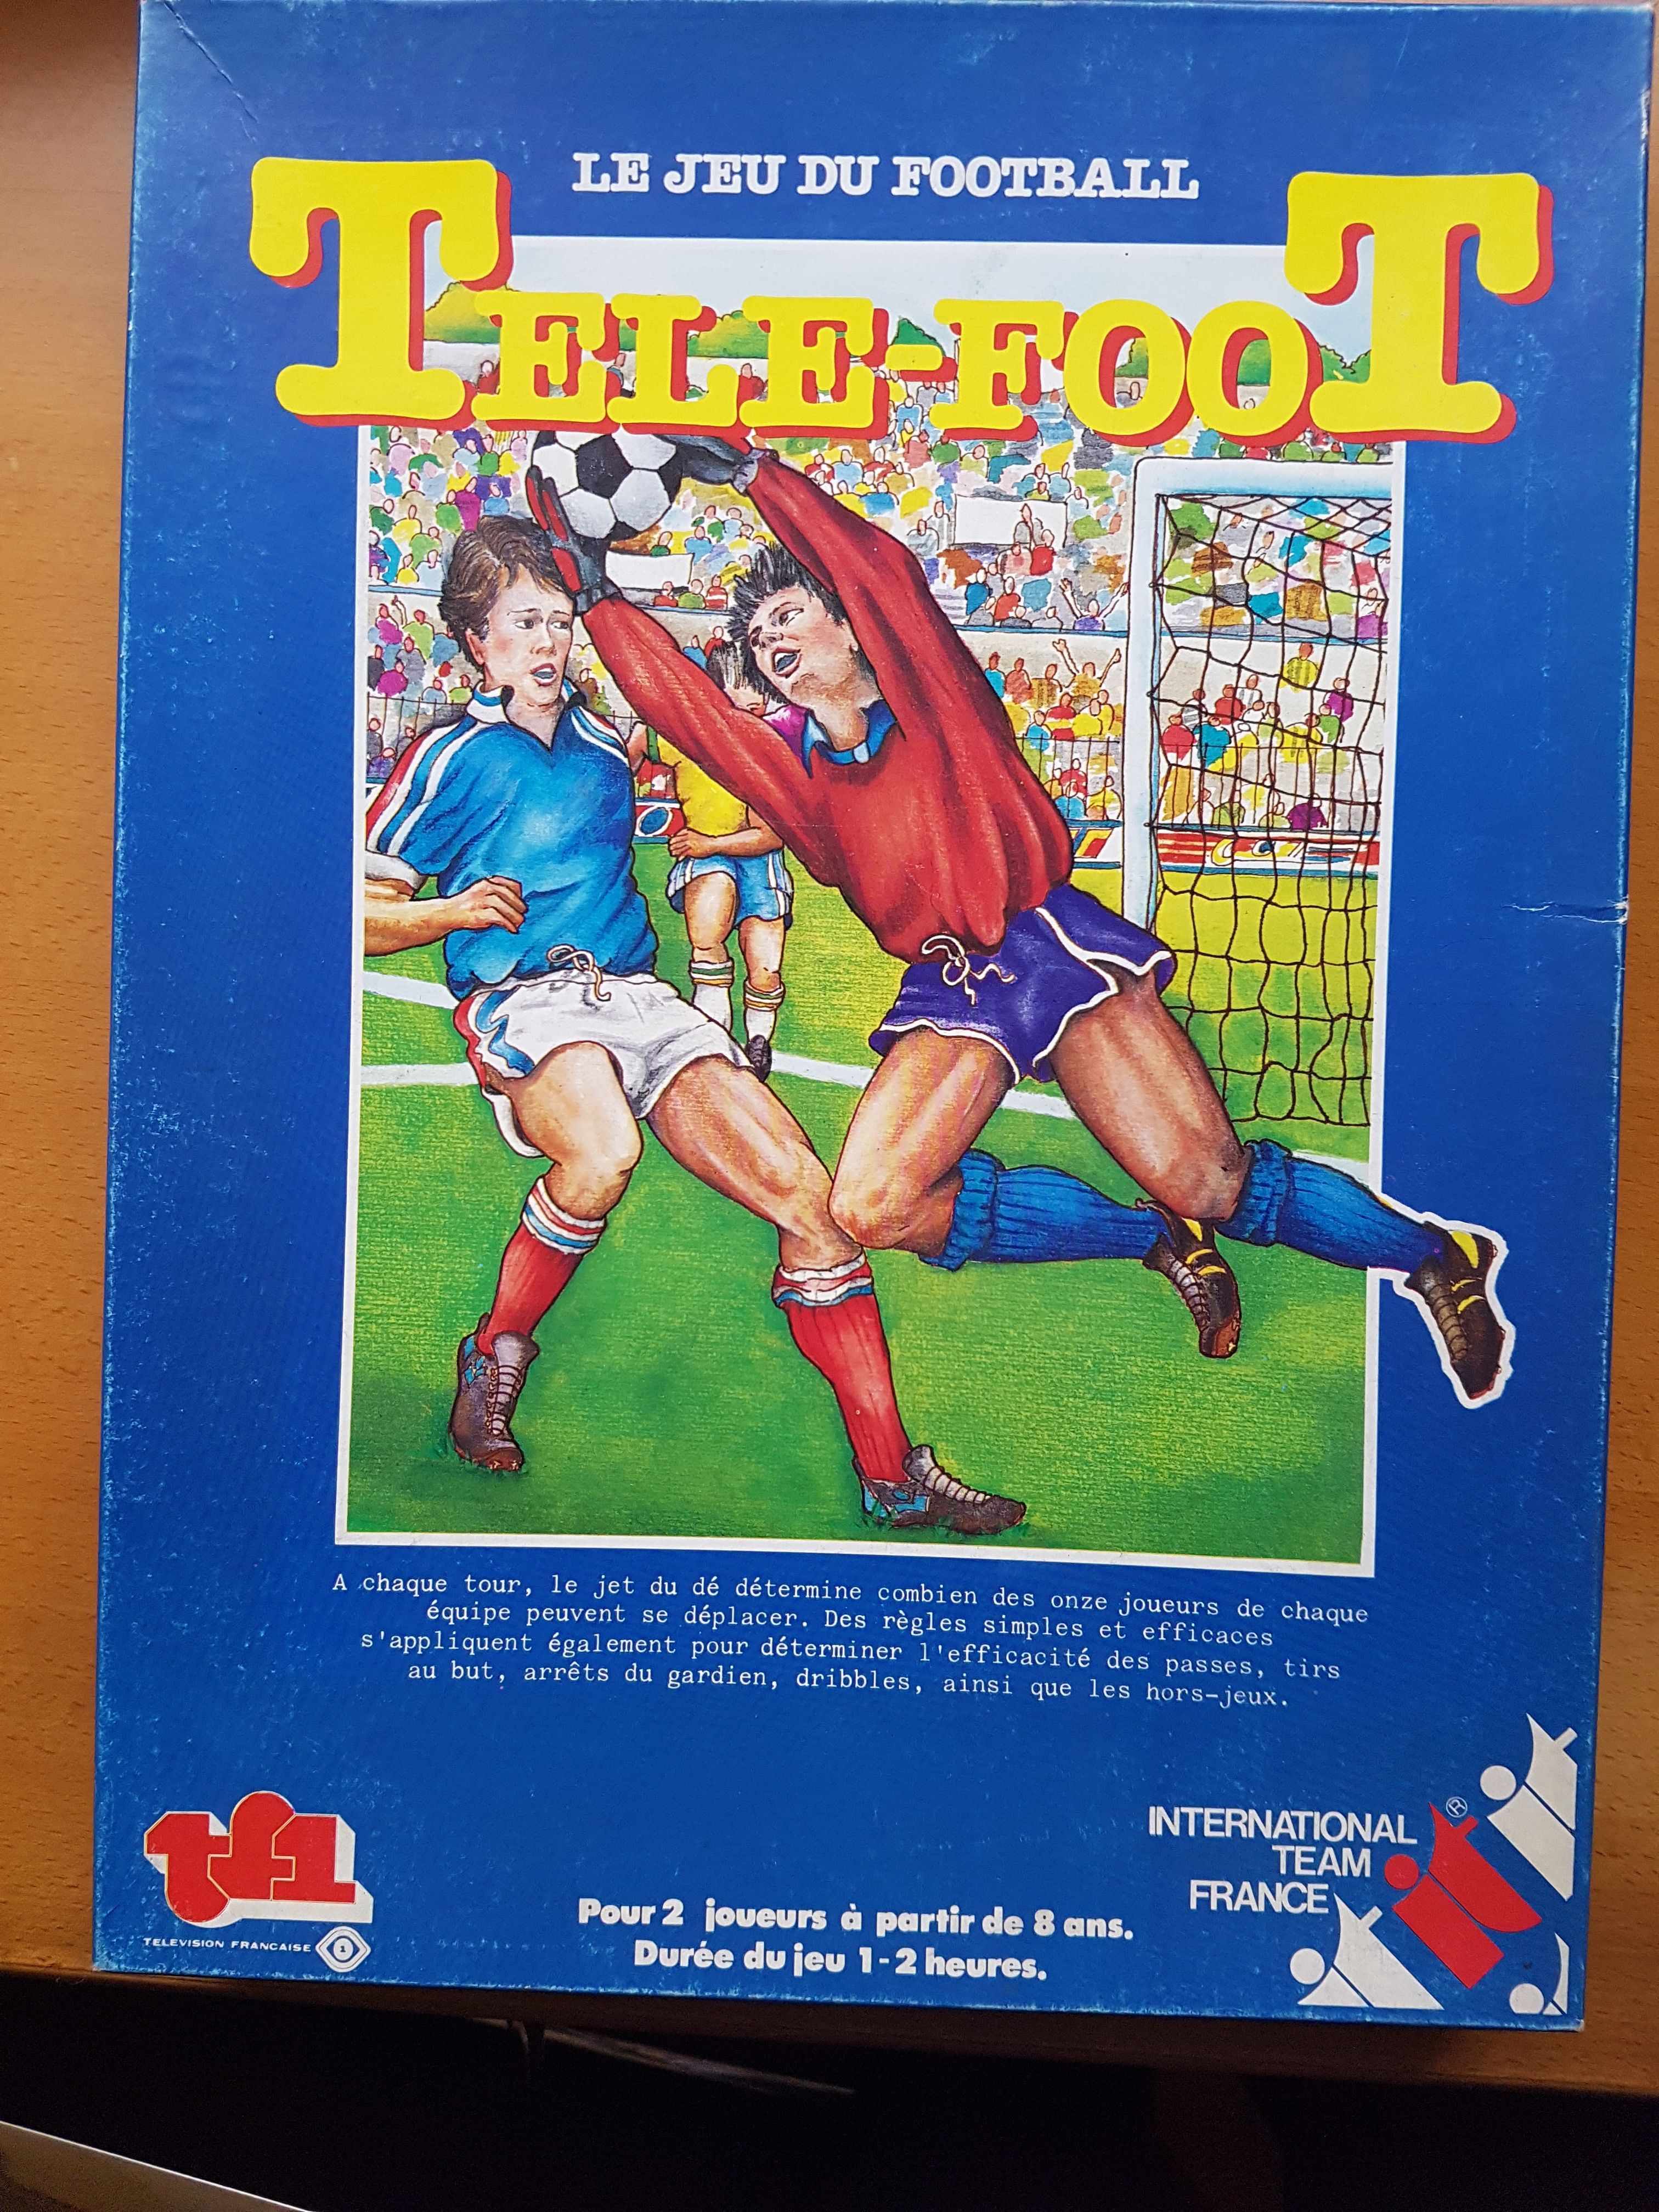 LE JEU DU FOOTBALL
TELE-FOOT
A chaque tour, le jet du dé détermine combien des onze joueurs de chaque
équipe peuvent se déplacer. Des règles simples et efficaces
s'appliquent également pour déterminer l'efficacité des passes, tirs
au but, arrêts du gardien, dribbles, ainsi que les hors-jeux.
tf1
TELEVISION FRANCAISE 1
Pour 2 joueurs à partir de 8 ans.
Durée du jeu 1-2 heures.
INTERNATIONAL
TEAM
FRANCE
®